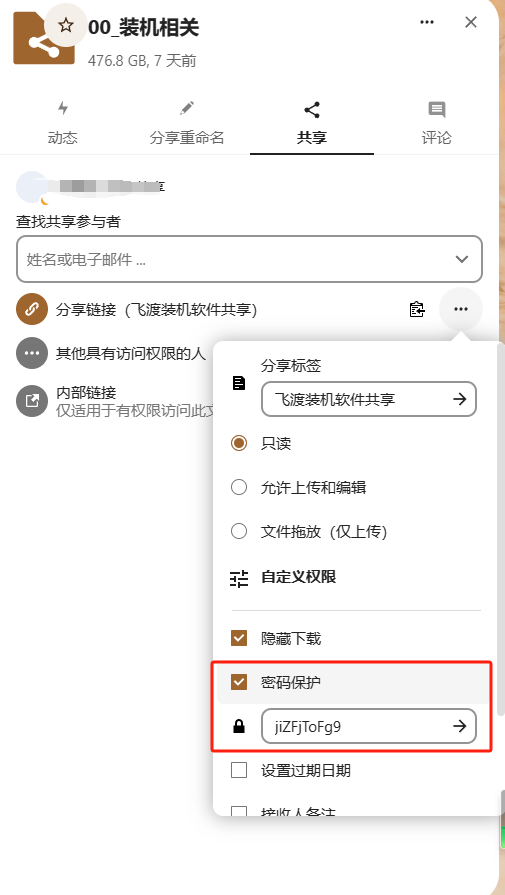 00_装机相关
476.8 GB, 7 天前
动态
分享重命名
共享
评论
查找共享参与者
姓名或电子邮件 ...
分享链接（飞渡装机软件共享）
其他具有访问权限的人
内部链接
仅适用于有权限访问此文
分享标签
飞渡装机软件共享
只读
允许上传和编辑
文件拖放（仅上传）
自定义权限
隐藏下载
密码保护
jiZFjToFg9
设置过期日期
接收人备注